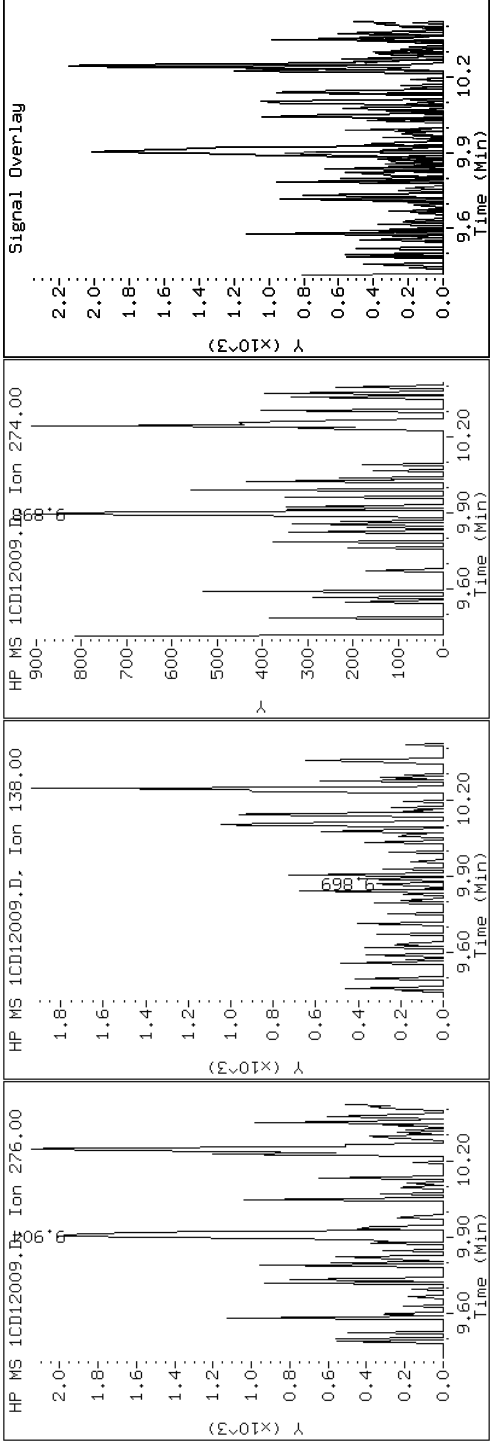 HP MS 1CD12009.D, Ion 276.00
9.904
2.0
1.8
1.6
1.4
1.2
1.0
0.8
0.6
0.4
0.2
0.0
Y (x10^3)
9.60 9.90 10.20
Time (Min)
HP MS 1CD12009.D, Ion 138.00
9.869
1.8
1.6
1.4
1.2
1.0
0.8
0.6
0.4
0.2
0.0
Y (x10^3)
9.60 9.90 10.20
Time (Min)
HP MS 1CD12009.D, Ion 274.00
900
800
700
600
500
400
300
200
100
0
Y
9.60 9.90 10.20
Time (Min)
Signal Overlay
2.2
2.0
1.8
1.6
1.4
1.2
1.0
0.8
0.6
0.4
0.2
0.0
Y (x10^3)
9.6 9.9 10.2
Time (Min)